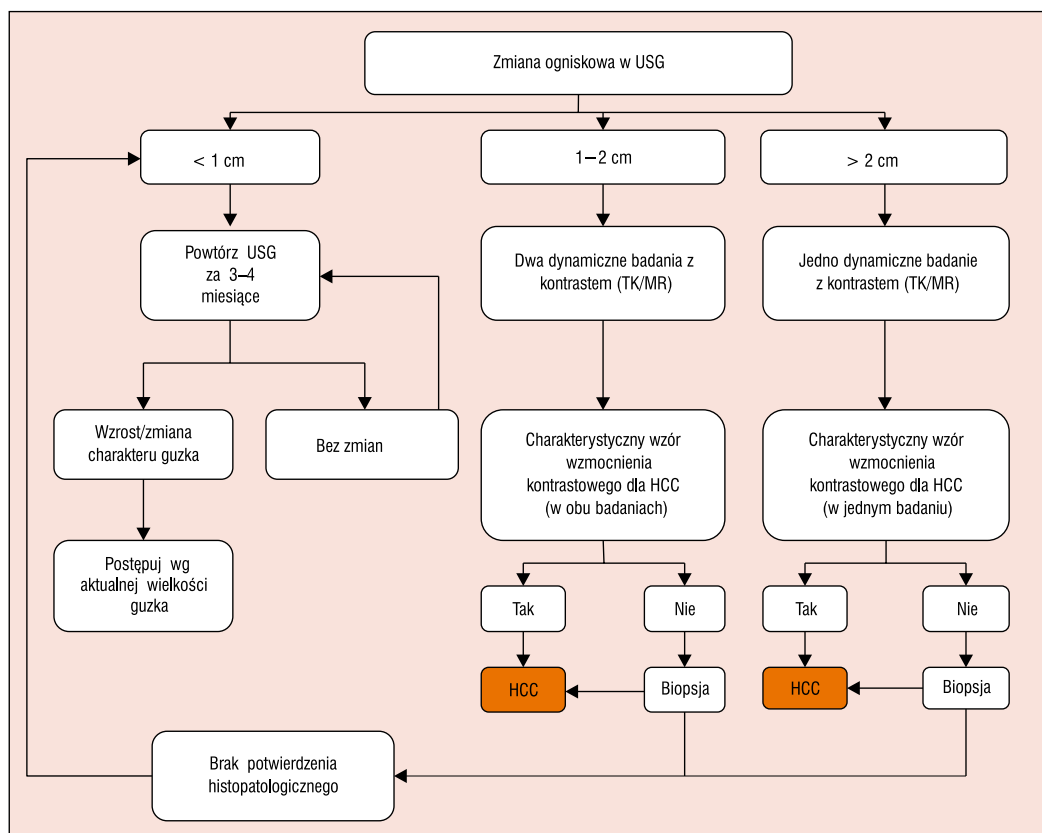 Zmiana ogniskowa w USG
< 1 cm
1–2 cm
> 2 cm
Powtórz USG
za 3–4
miesiące
Dwa dynamiczne badania z
kontrastem (TK/MR)
Jedno dynamiczne badanie
z kontrastem (TK/MR)
Wzrost/zmiana
charakteru guzka
Bez zmian
Charakterystyczny wzór
wzmocnienia
kontrastowego dla HCC
(w obu badaniach)
Charakterystyczny wzór
wzmocnienia
kontrastowego dla HCC
(w jednym badaniu)
Postępuj wg
aktualnej wielkości
guzka
Tak
Nie
Tak
Nie
HCC
Biopsja
HCC
Biopsja
Brak potwierdzenia
histopatologicznego